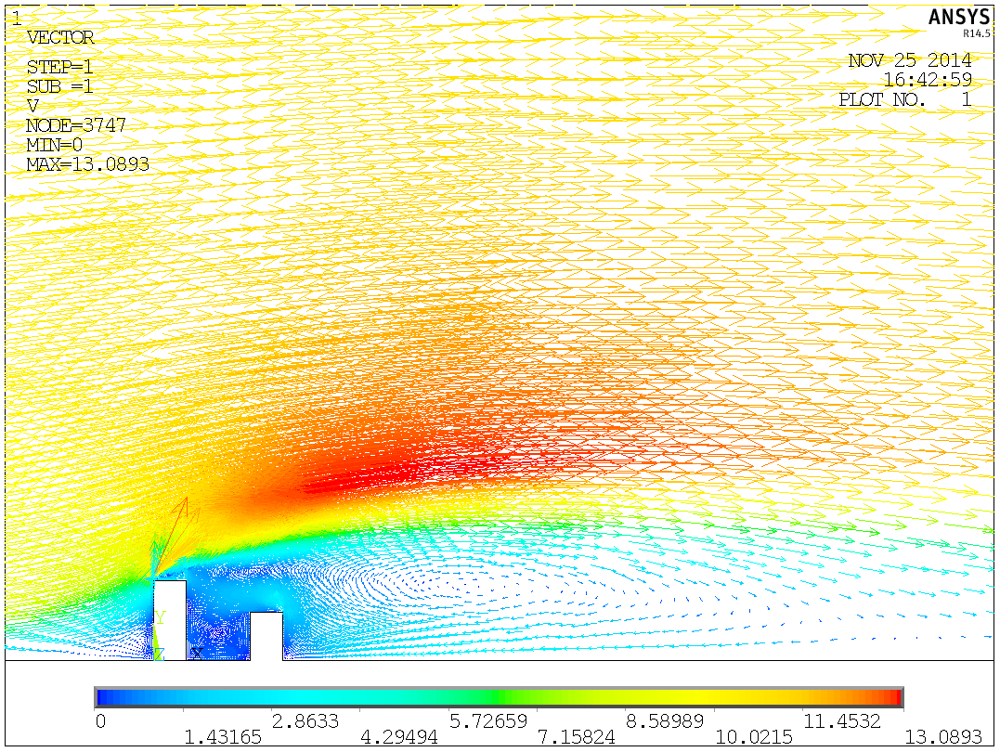 1
VECTOR
STEP=1
SUB =1
V
NODE=3747
MIN=0
MAX=13.0893
ANSYS
R14.5
NOV 25 2014
16:42:59
PLOT NO. 1
Y
Z X
0 2.8633 5.72659 8.58989 11.4532
1.43165 4.29494 7.15824 10.0215 13.0893